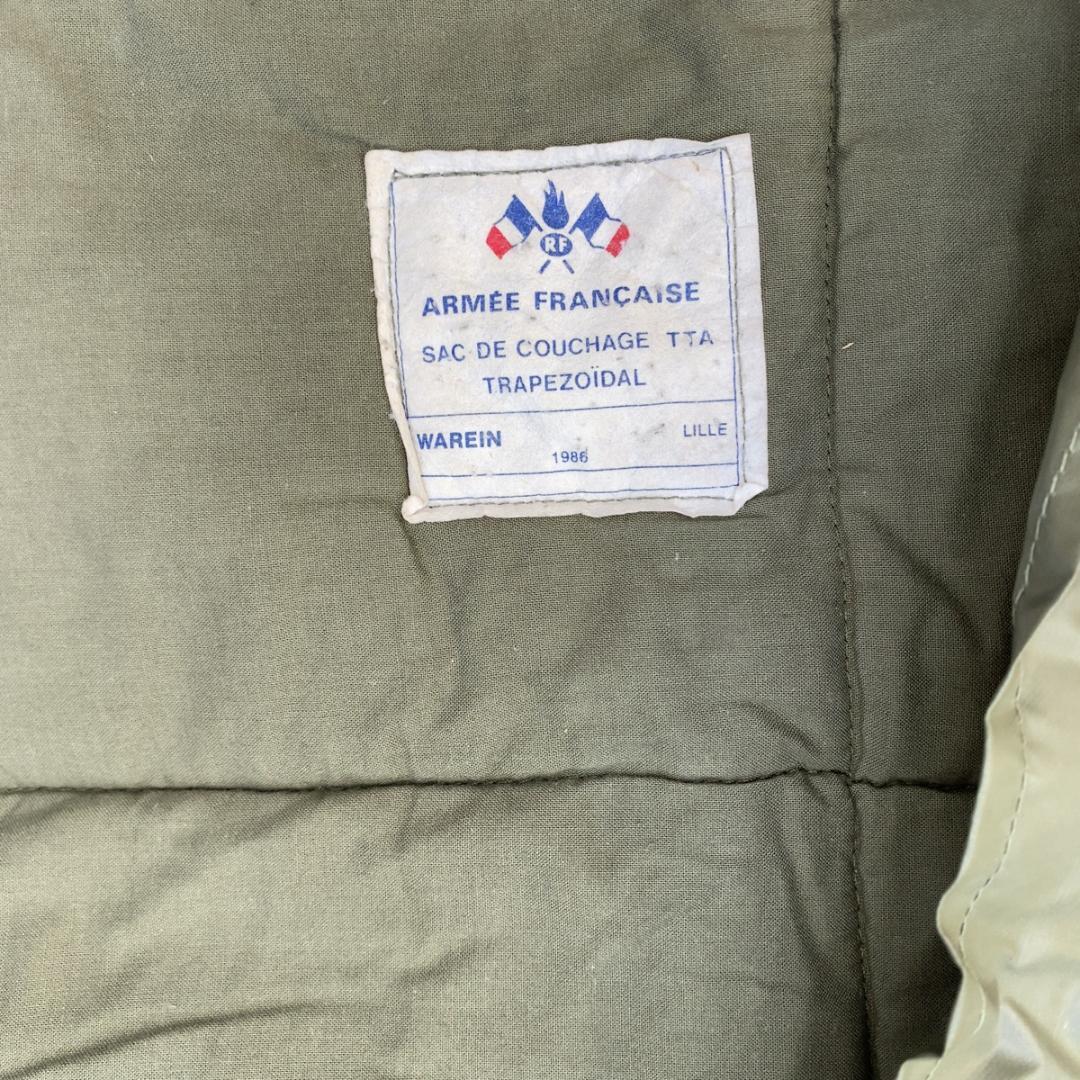 RF
ARMÉE FRANÇAISE
SAC DE COUCHAGE TTA
TRAPEZOÏDAL
WAREIN LILLE
1986